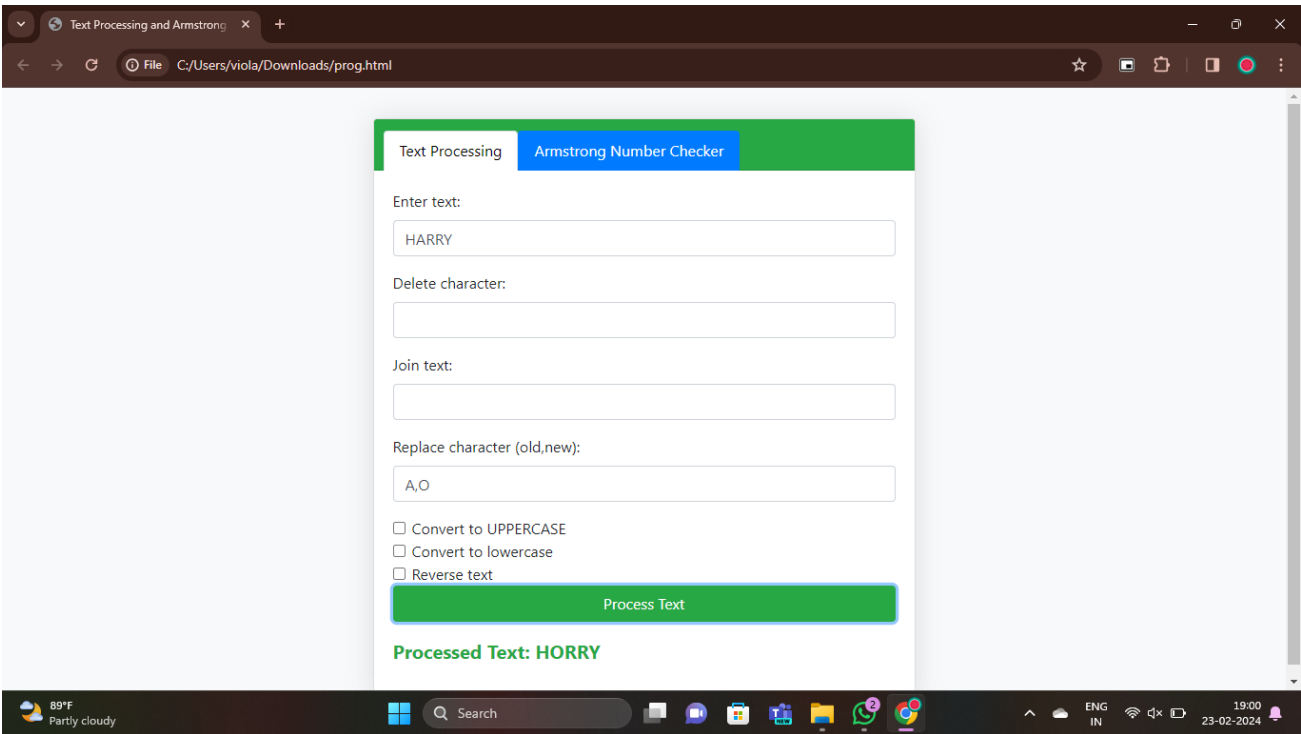 Text Processing and Armstrong
File C:/Users/viola/Downloads/prog.html
Text Processing Armstrong Number Checker
Enter text:
HARRY
Delete character:
Join text:
Replace character (old,new):
A,O
Convert to UPPERCASE
Convert to lowercase
Reverse text
Process Text
Processed Text: HORRY
89°F
Partly cloudy
Search
NEW
2
ENG
IN
19:00
23-02-2024